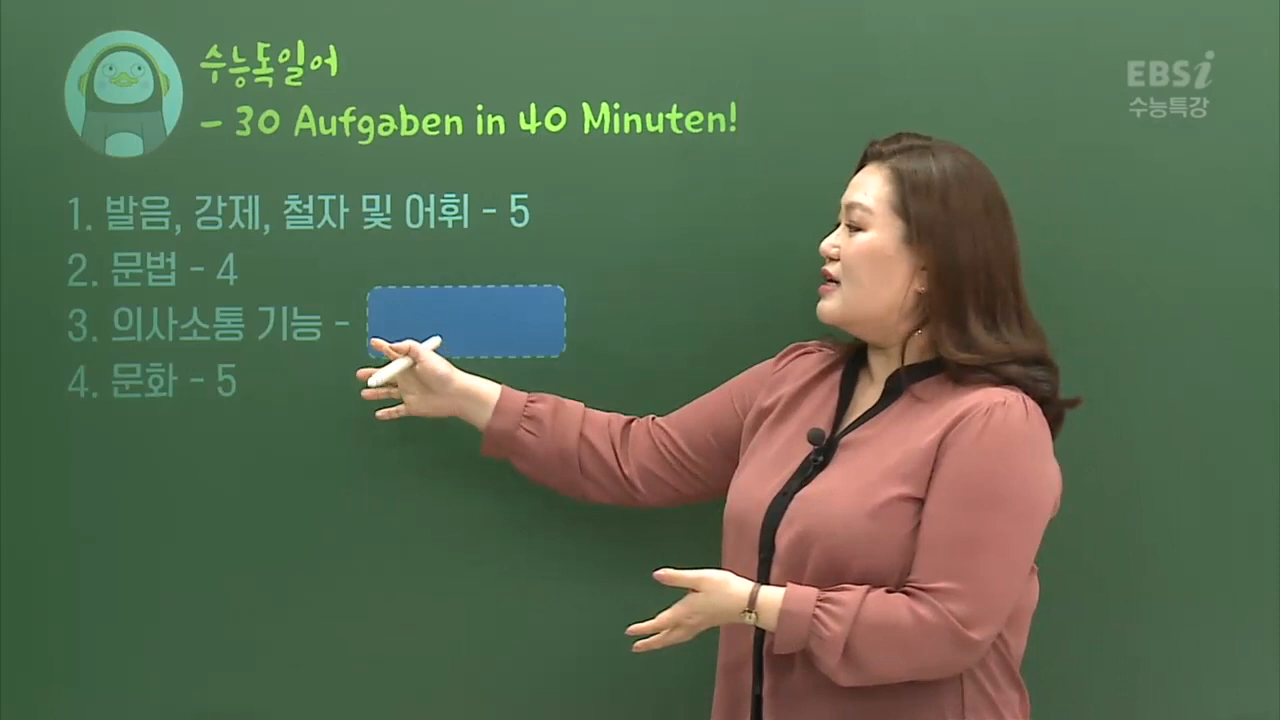 수능독일어
- 30 Aufgaben in 40 Minuten!
EBSi
수능특강
1. 발음, 강제, 철자 및 어휘 - 5
2. 문법 - 4
3. 의사소통 기능 -
4. 문화 - 5